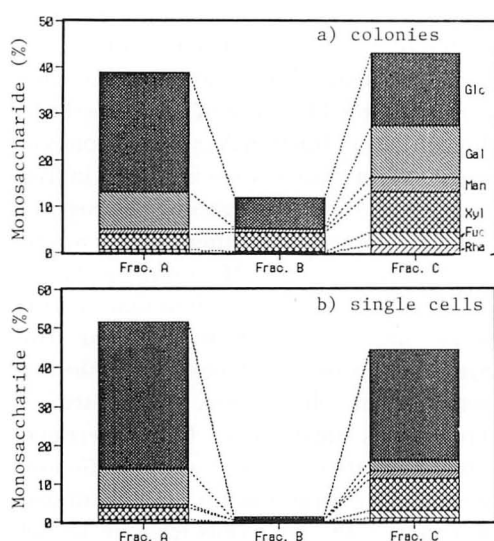 a) colonies
Monosaccharide (%)
50
40
30
20
10
0
Glc
Gal
Man
Xyl
Fuc
Rha
Frac. A Frac. B Frac. C
b) single cells
Monosaccharide (%)
60
50
40
30
20
10
0
Frac. A Frac. B Frac. C